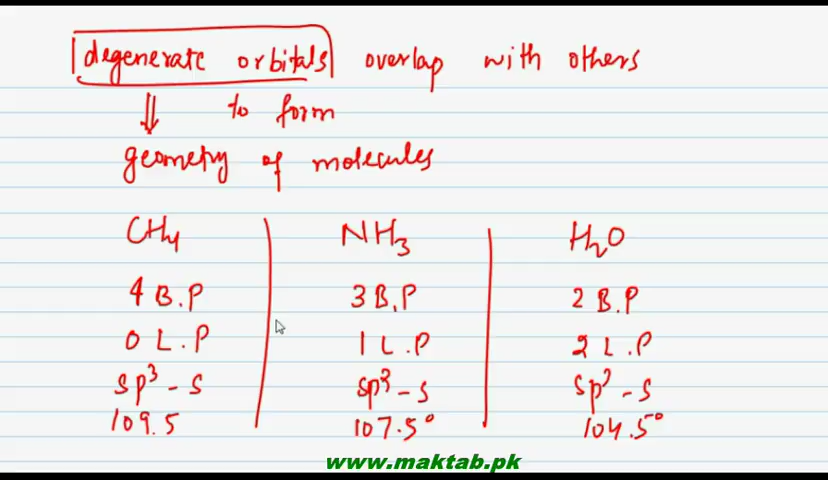 degenerate orbitals overlap with others
to form
geometry of molecules
CH4 NH3 H2O
4 B.P 3 B.P 2 B.P
0 L.P 1 L.P 2 L.P
sp³-s sp³-s sp³-s
109.5 107.5° 104.5°
www.maktab.pk